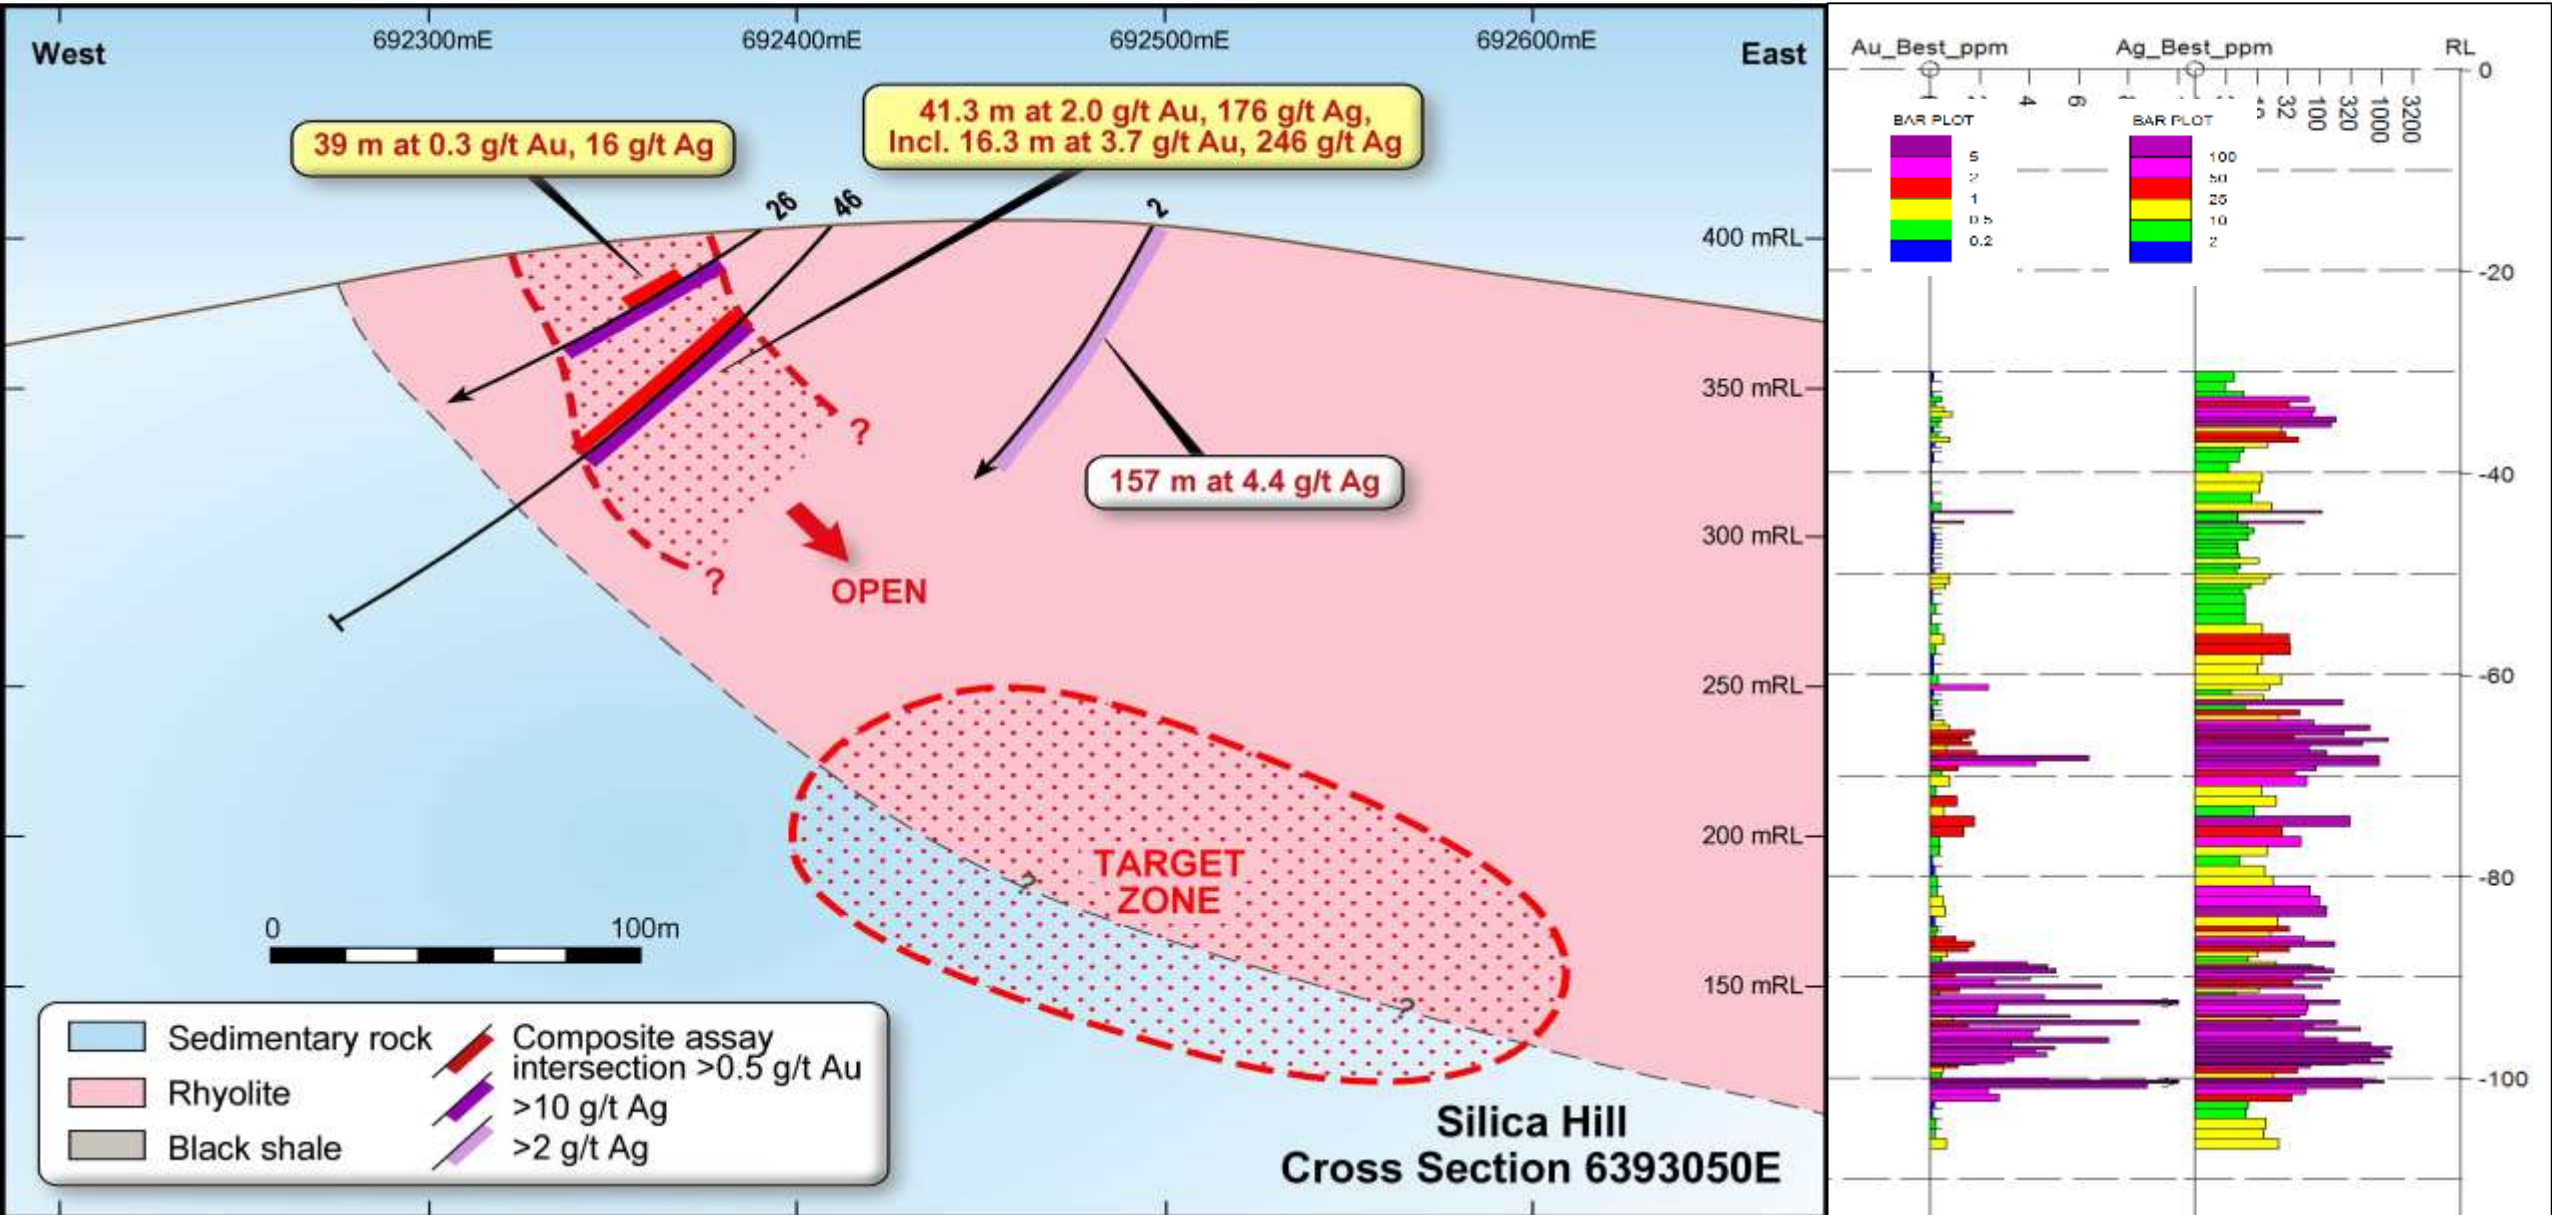 West
692300mE
692400mE
692500mE
692600mE
East
39 m at 0.3 g/t Au, 16 g/t Ag
41.3 m at 2.0 g/t Au, 176 g/t Ag,
Incl. 16.3 m at 3.7 g/t Au, 246 g/t Ag
26
46
2
400 mRL
350 mRL
?
157 m at 4.4 g/t Ag
300 mRL
?
OPEN
250 mRL
200 mRL
TARGET
ZONE
?
0
100m
150 mRL
?
Sedimentary rock
Rhyolite
Black shale
Composite assay
intersection >0.5 g/t Au
>10 g/t Ag
>2 g/t Ag
Silica Hill
Cross Section 6393050E
Au_Best_ppm
Ag_Best_ppm
RL
4
6
32
100
320
1000
3200
BAR PLOT
5
2
1
0.5
0.2
BAR PLOT
100
50
25
10
2
0
-20
-40
-60
-80
-100